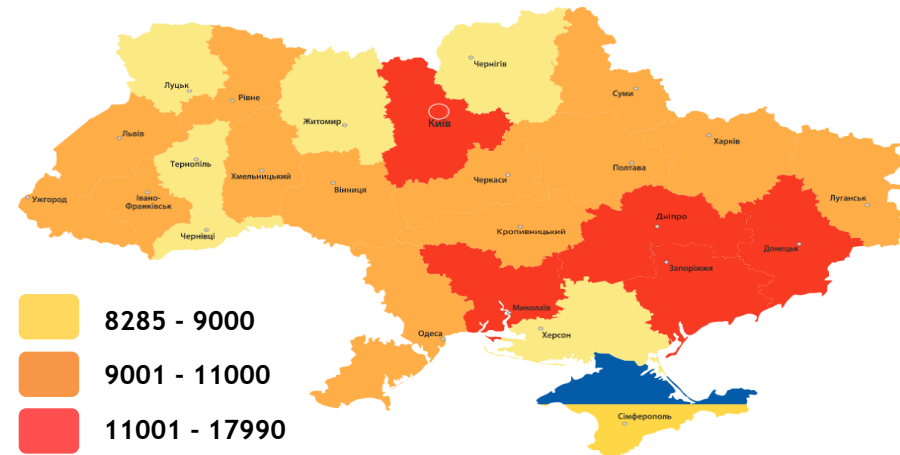 Чернігів
Луцьк
Рівне
Суми
Київ
Житомир
Львів
Харків
Тернопіль
Полтава
Хмельницький
Черкаси
Вінниця
Ужгород
Івано-
Франківськ
Луганськ
Дніпро
Чернівці
Кропивницький
Донецьк
Запоріжжя
Миколаїв
8285 - 9000
Одеса
Херсон
9001 - 11000
Сімферополь
11001 - 17990